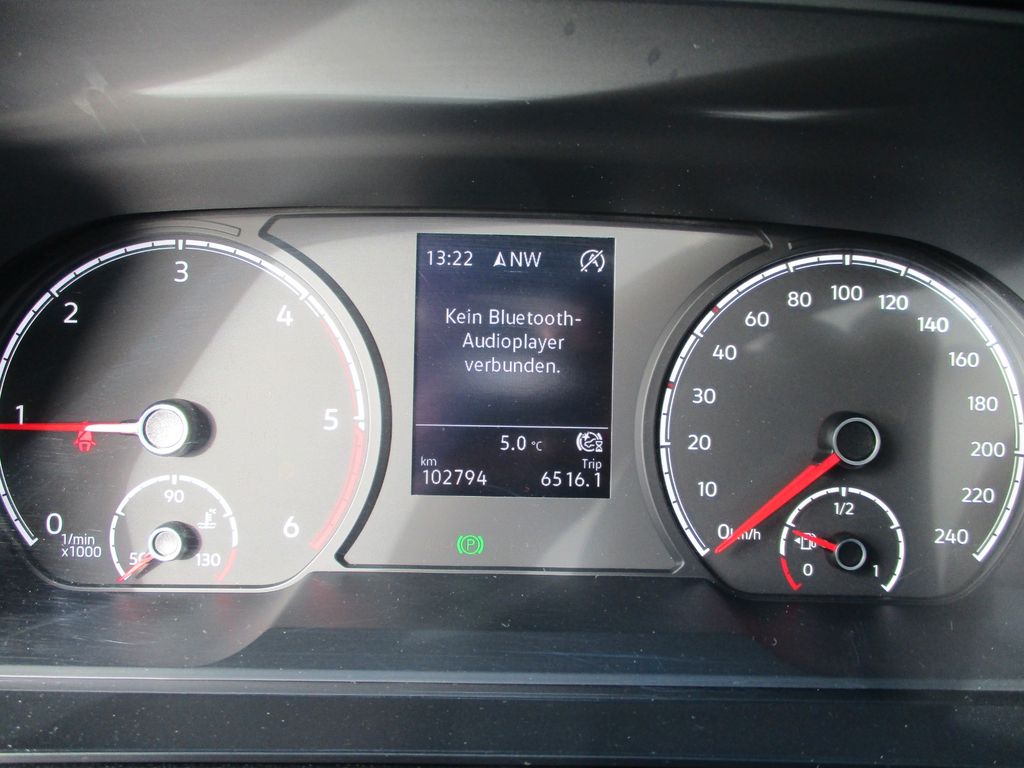 13:22 NW
Kein Bluetooth-
Audioplayer
verbunden.
5.0 °C
km Trip
102794 6516.1
0 1 2 3 4 5 6
1/min
x1000
50 90 130
°C
P
0 10 20 30 40 60 80 100 120 140 160 180 200 220 240
km/h
0 1/2 1